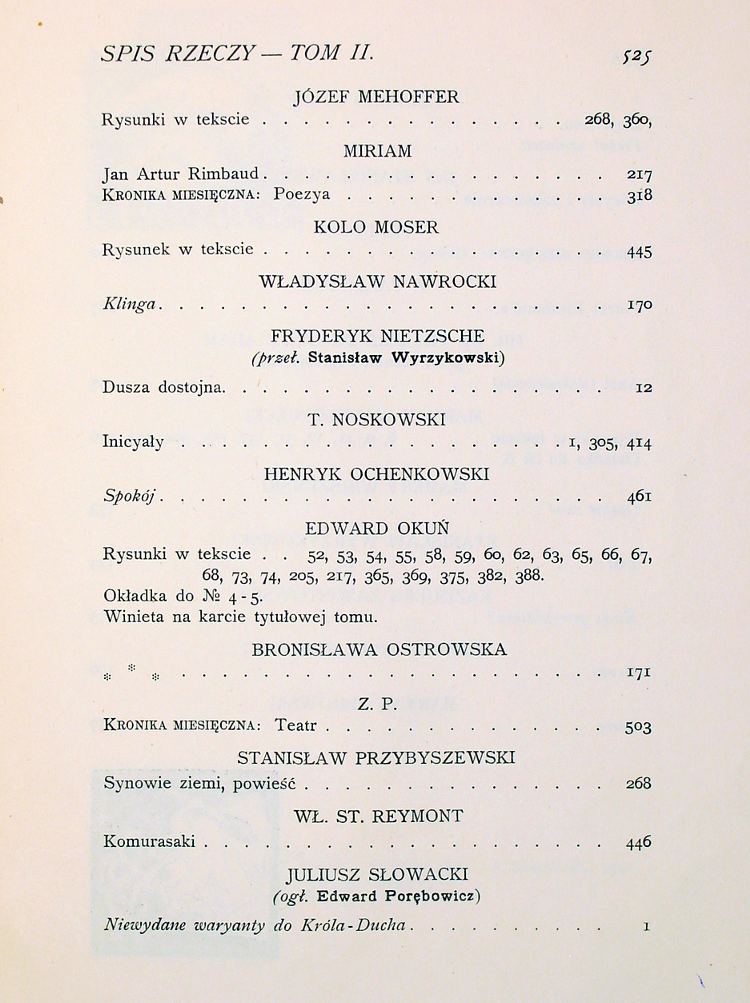 SPIS RZECZY — TOM II. 525
JÓZEF MEHOFFER
Rysunki w tekscie . . . . . . . . . . . . . . . 268, 360,
MIRIAM
Jan Artur Rimbaud . . . . . . . . . . . . . . . . . 217
KRONIKA MIESIĘCZNA: Poezya . . . . . . . . . . . . . 318
KOLO MOSER
Rysunek w tekscie . . . . . . . . . . . . . . . . . 445
WŁADYSŁAW NAWROCKI
Klinga . . . . . . . . . . . . . . . . . . . . . . 170
FRYDERYK NIETZSCHE
(przeł. Stanisław Wyrzykowski)
Dusza dostojna . . . . . . . . . . . . . . . . . . . 12
T. NOSKOWSKI
Inicyały . . . . . . . . . . . . . . . . . . . 1, 305, 414
HENRYK OCHENKOWSKI
Spokój . . . . . . . . . . . . . . . . . . . . . . 461
EDWARD OKUŃ
Rysunki w tekscie . . 52, 53, 54, 55, 58, 59, 60, 62, 63, 65, 66, 67,
68, 73, 74, 205, 217, 365, 369, 375, 382, 388.
Okładka do № 4-5.
Winieta na karcie tytułowej tomu.
BRONISŁAWA OSTROWSKA
* * * . . . . . . . . . . . . . . . . . . . . 171
Z. P.
KRONIKA MIESIĘCZNA: Teatr . . . . . . . . . . . . . . 503
STANISŁAW PRZYBYSZEWSKI
Synowie ziemi, powieść . . . . . . . . . . . . . . . 268
WŁ. ST. REYMONT
Komurasaki . . . . . . . . . . . . . . . . . . . . 446
JULIUSZ SŁOWACKI
(ogł. Edward Porębowicz)
Niewydane waryanty do Króla-Ducha . . . . . . . . . . 1